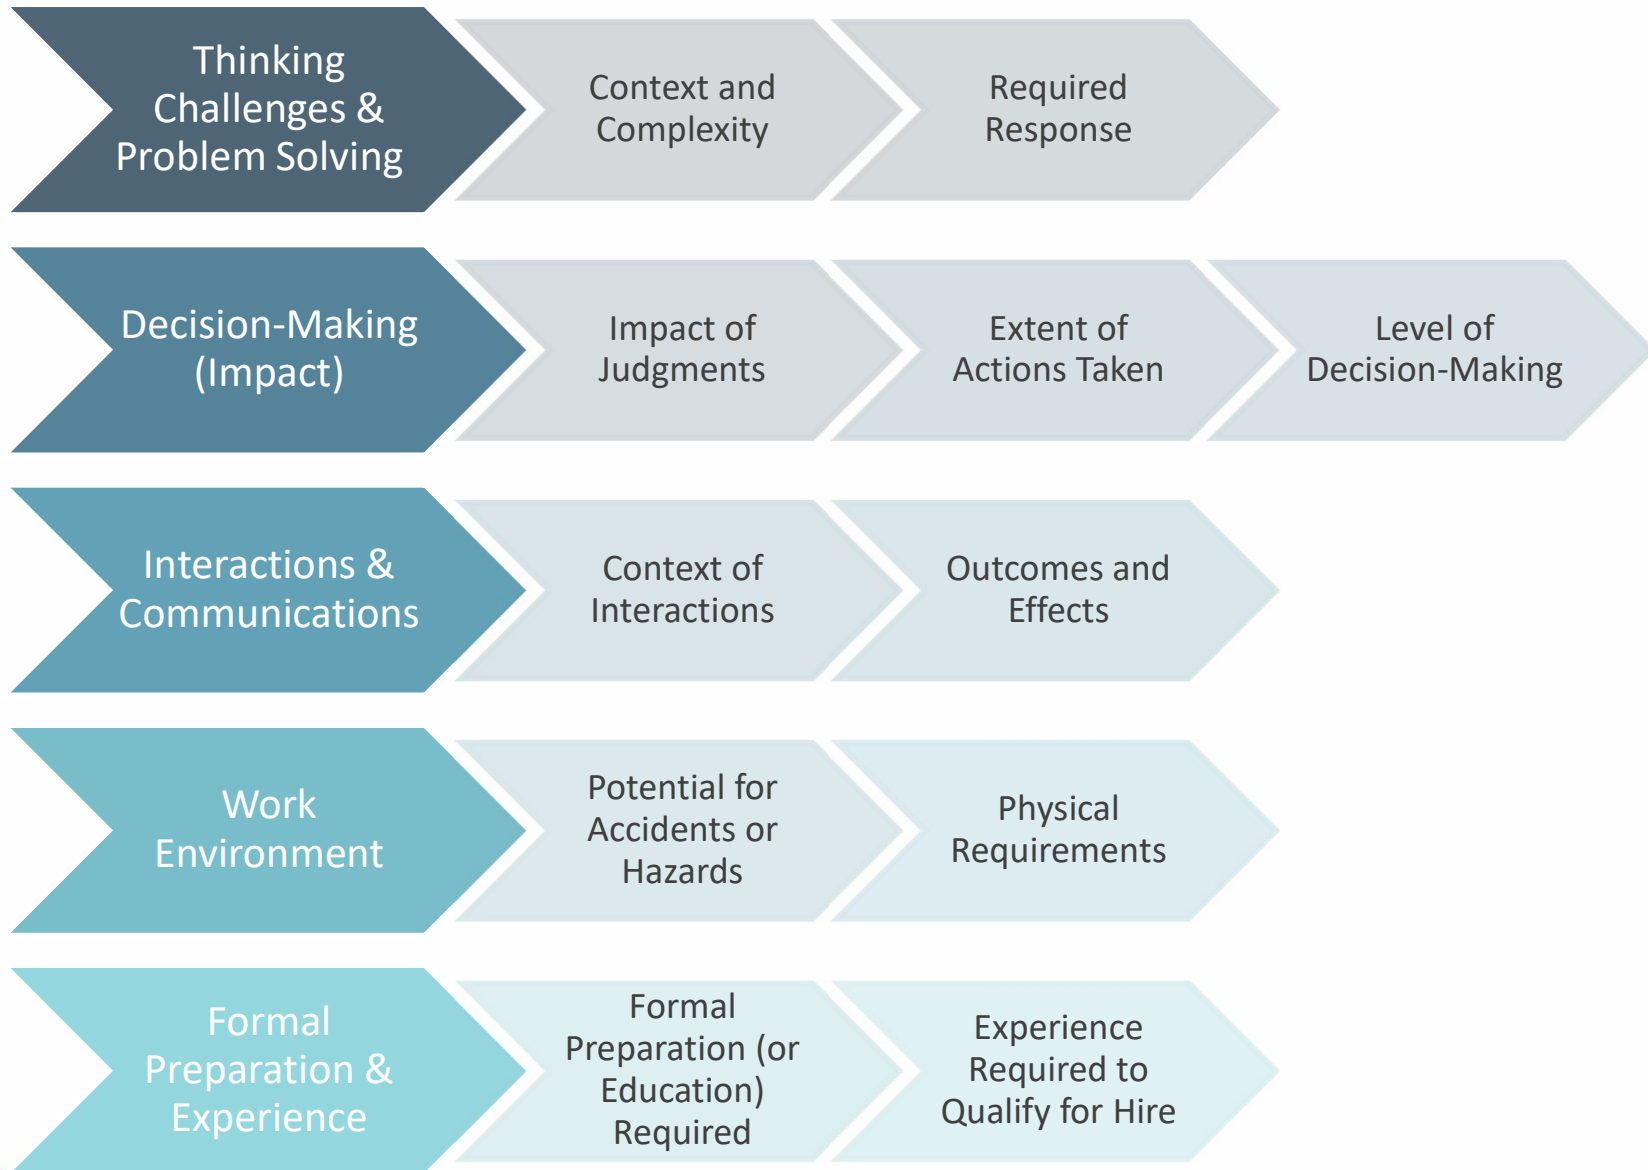 Thinking
Challenges &
Problem Solving
Context and
Complexity
Required
Response
Decision-Making
(Impact)
Impact of
Judgments
Extent of
Actions Taken
Level of
Decision-Making
Interactions &
Communications
Context of
Interactions
Outcomes and
Effects
Work
Environment
Potential for
Accidents or
Hazards
Physical
Requirements
Formal
Preparation &
Experience
Formal
Preparation (or
Education)
Required
Experience
Required to
Qualify for Hire